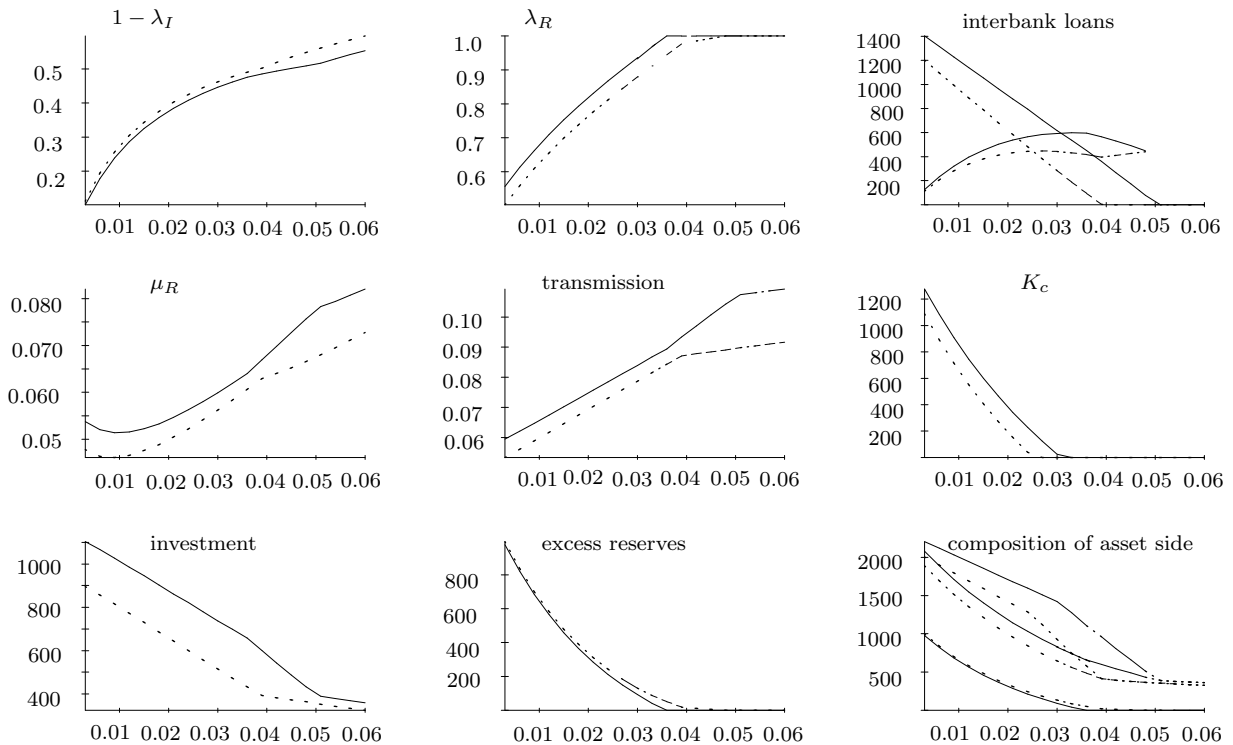 1 − λ_I
0.5
0.4
0.3
0.2
0.01 0.02 0.03 0.04 0.05 0.06
λ_R
1.0
0.9
0.8
0.7
0.6
0.01 0.02 0.03 0.04 0.05 0.06
interbank loans
1400
1200
1000
800
600
400
200
0.01 0.02 0.03 0.04 0.05 0.06
μ_R
0.080
0.070
0.060
0.05
0.01 0.02 0.03 0.04 0.05 0.06
transmission
0.10
0.09
0.08
0.07
0.06
0.01 0.02 0.03 0.04 0.05 0.06
K_c
1200
1000
800
600
400
200
0.01 0.02 0.03 0.04 0.05 0.06
investment
1000
800
600
400
0.01 0.02 0.03 0.04 0.05 0.06
excess reserves
800
600
400
200
0.01 0.02 0.03 0.04 0.05 0.06
composition of asset side
2000
1500
1000
500
0.01 0.02 0.03 0.04 0.05 0.06